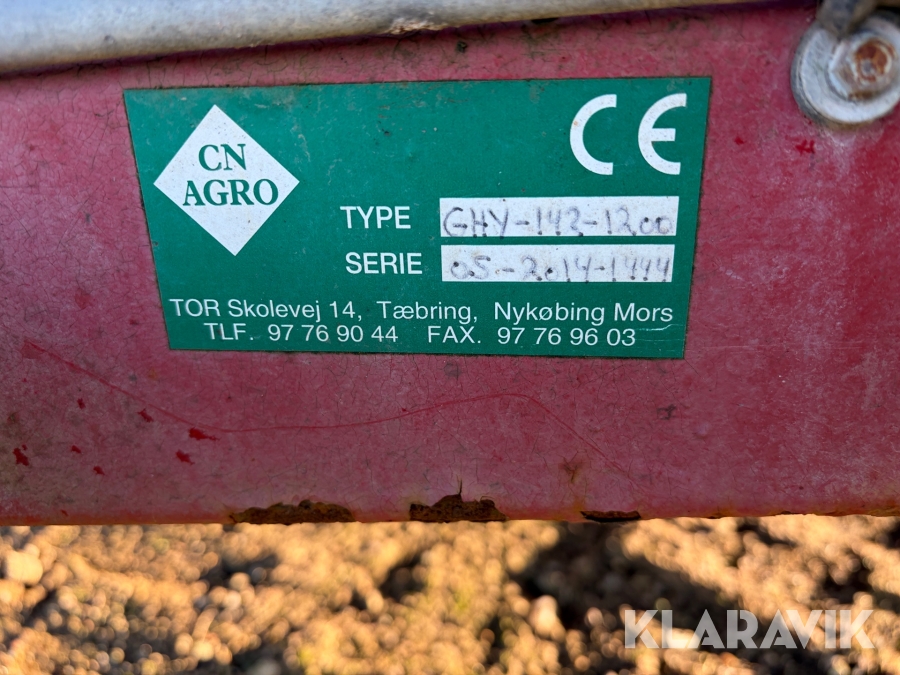 CN
AGRO
CE
TYPE GHY-142-1200
SERIE 05-2014-1444
TOR Skolevej 14, Tæbring, Nykøbing Mors
TLF. 97 76 90 44 FAX. 97 76 96 03
KLARAVIK